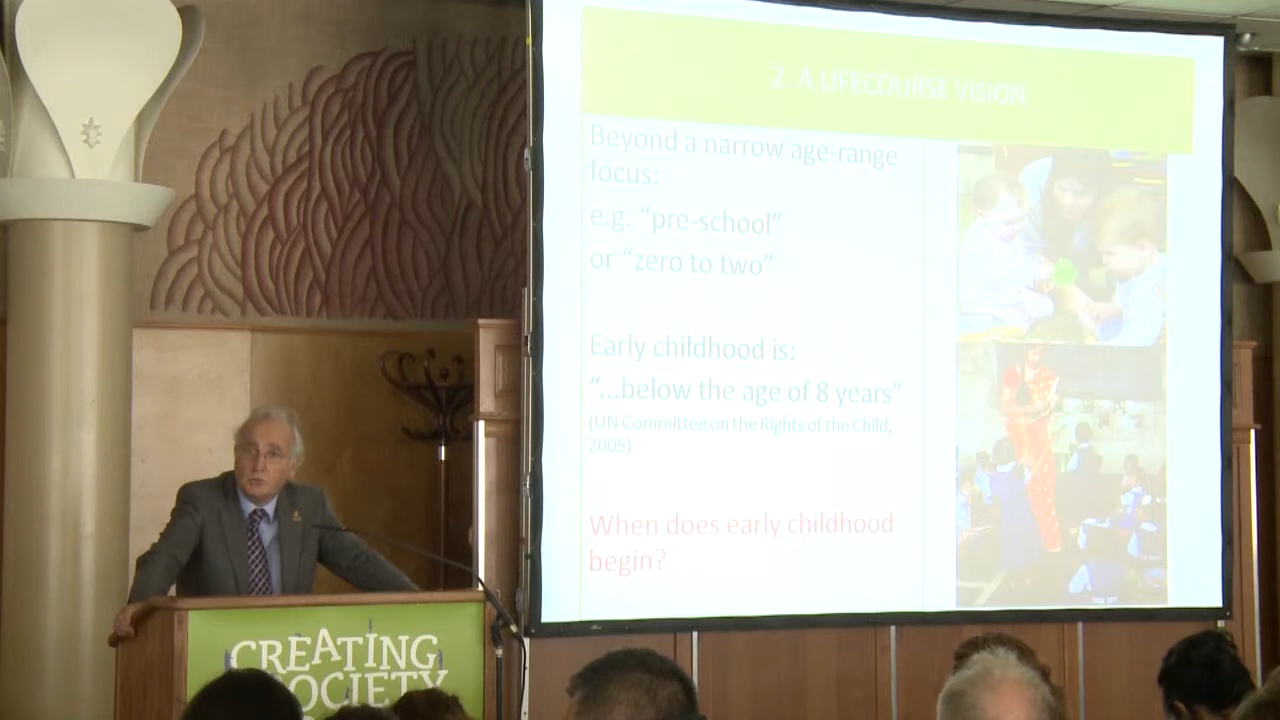 2. A LIFECOURSE VISION
Beyond a narrow age-range
focus:
e.g. “pre-school”
or “zero to two”
Early childhood is:
“...below the age of 8 years”
(UN Committee on the Rights of the Child,
2005)
When does early childhood
begin?
CREATING
SOCIETY